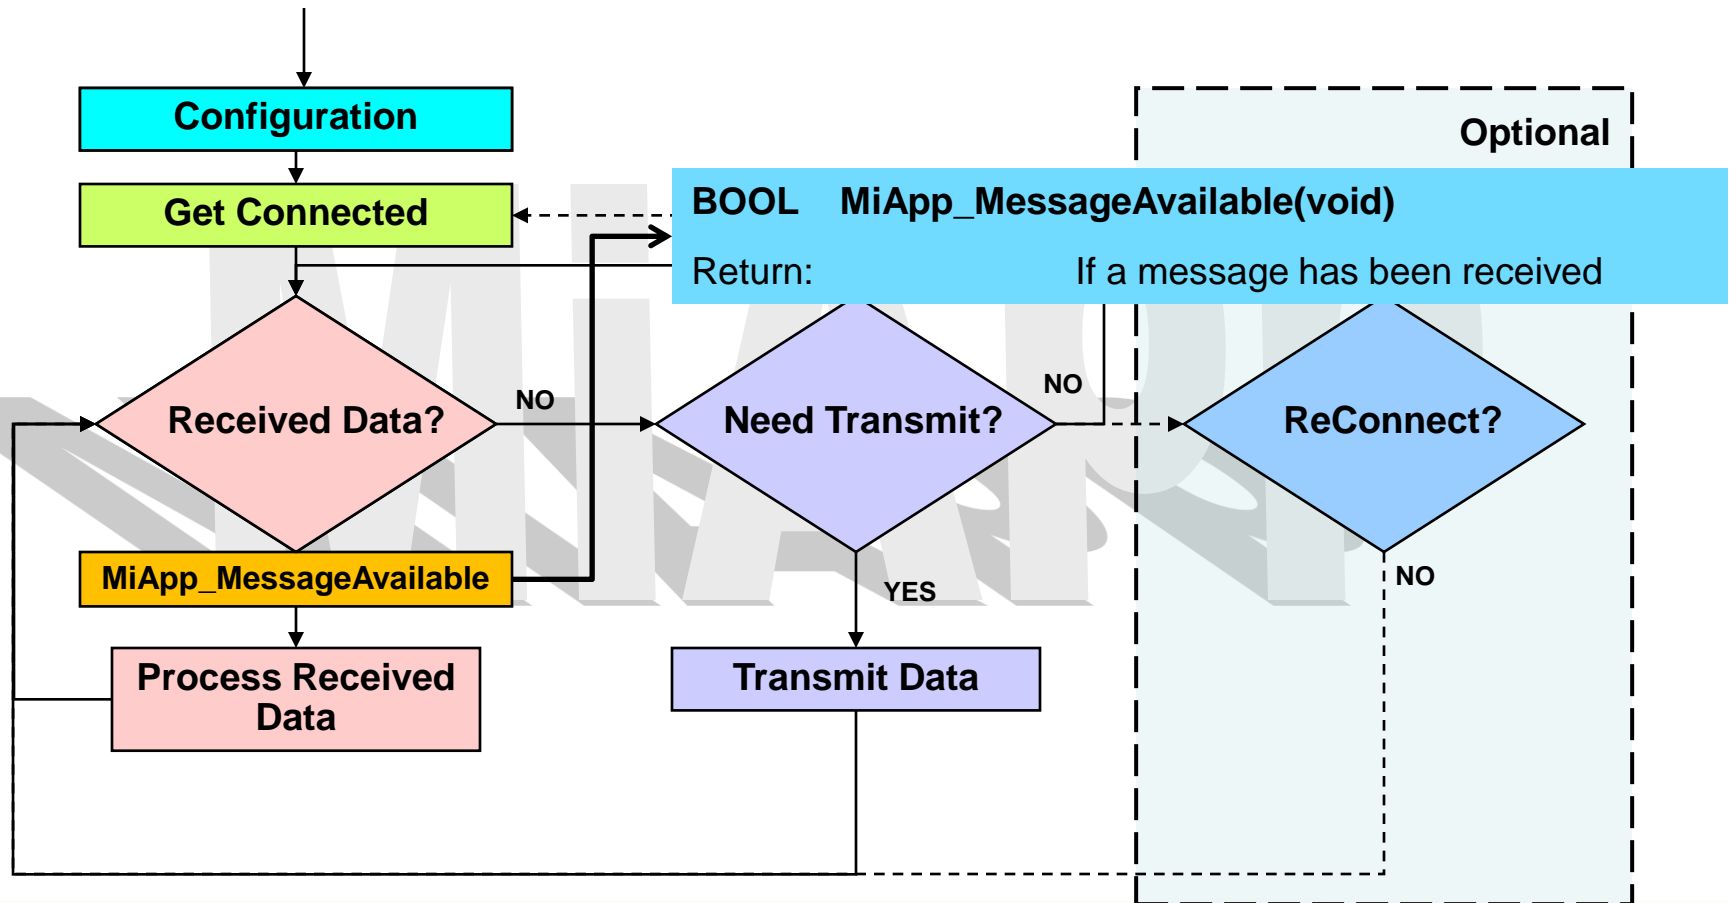 Configuration
Optional
Get Connected
BOOL MiApp_MessageAvailable(void)
Return: If a message has been received
Received Data?
NO
Need Transmit?
NO
ReConnect?
MiApp_MessageAvailable
YES
NO
Process Received
Data
Transmit Data